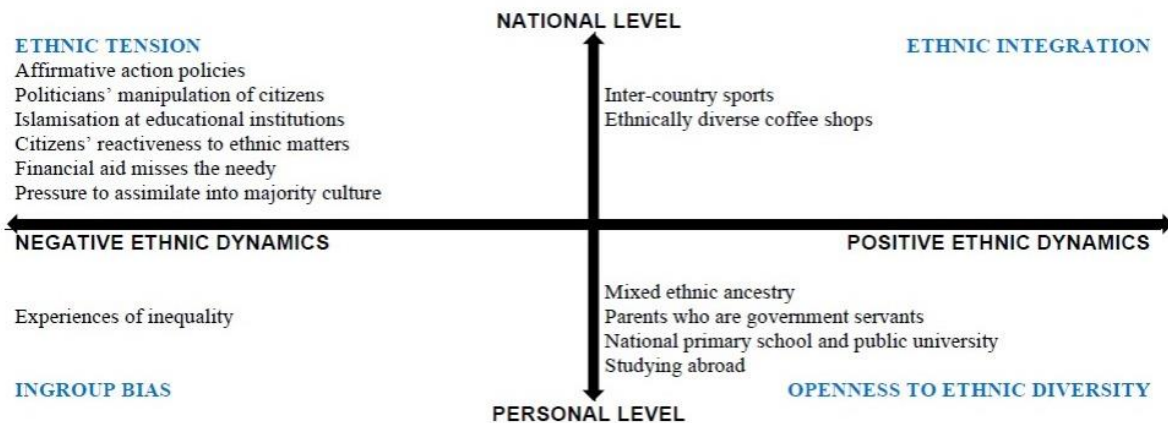 NATIONAL LEVEL
ETHNIC TENSION
Affirmative action policies
Politicians’ manipulation of citizens
Islamisation at educational institutions
Citizens’ reactiveness to ethnic matters
Financial aid misses the needy
Pressure to assimilate into majority culture
ETHNIC INTEGRATION
Inter-country sports
Ethnically diverse coffee shops
NEGATIVE ETHNIC DYNAMICS
POSITIVE ETHNIC DYNAMICS
Experiences of inequality
INGROUP BIAS
Mixed ethnic ancestry
Parents who are government servants
National primary school and public university
Studying abroad
OPENNESS TO ETHNIC DIVERSITY
PERSONAL LEVEL